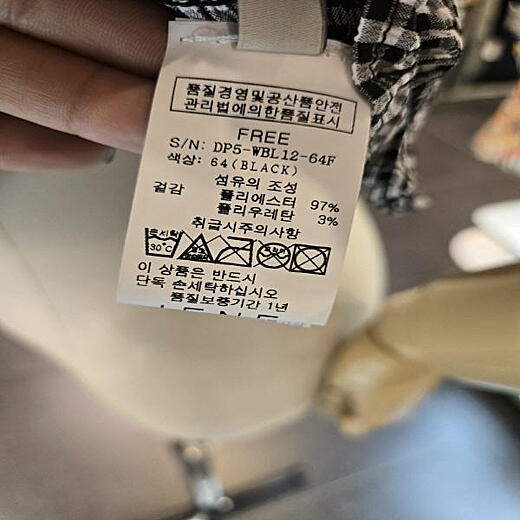 품질경영및공산품안전
관리법에의한품질표시
FREE
S/N: DP5-WBL12-64F
색상: 64(BLACK)
섬유의 조성
겉감 폴리에스터 97%
폴리우레탄 3%
취급시주의사항
30℃
이 상품은 반드시
단독 손세탁하십시오
품질보증기간 1년